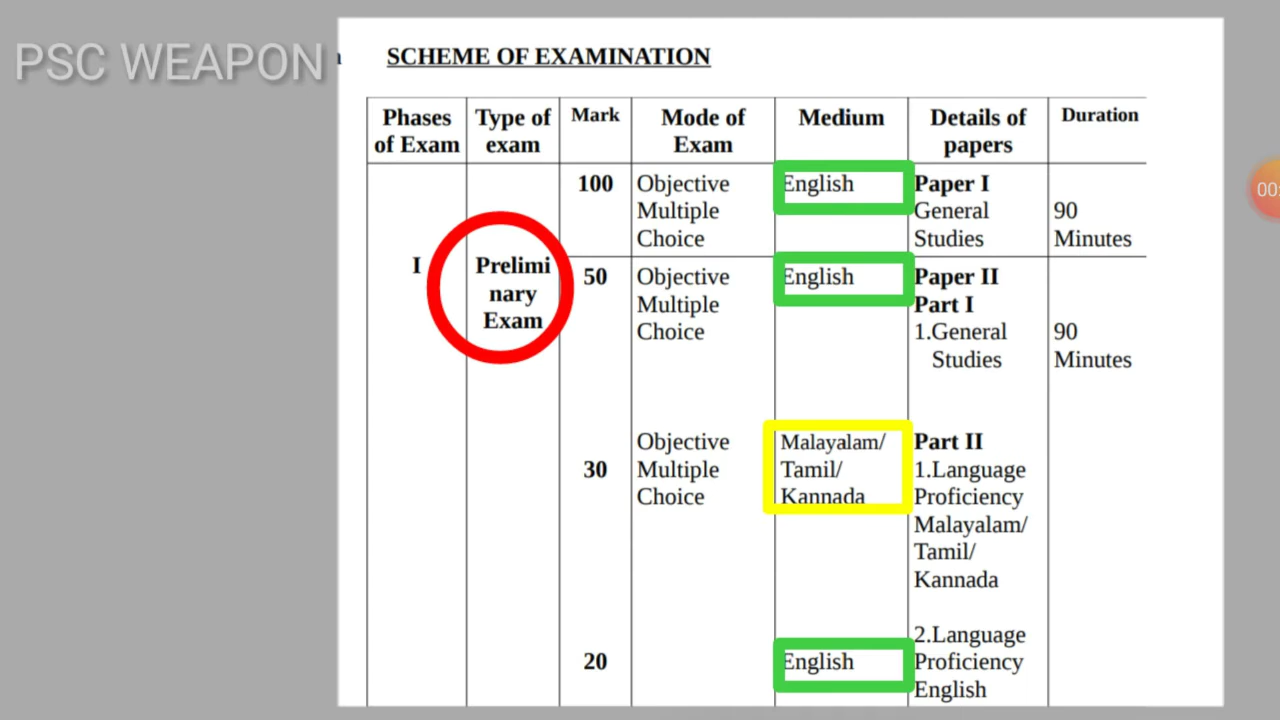 PSC WEAPON
SCHEME OF EXAMINATION
Phases of Exam | Type of exam | Mark | Mode of Exam | Medium | Details of papers | Duration
I
Prelimi
nary
Exam
100
Objective
Multiple
Choice
English
Paper I
General
Studies
90
Minutes
50
Objective
Multiple
Choice
English
Paper II
Part I
1.General
Studies
90
Minutes
30
Objective
Multiple
Choice
Malayalam/
Tamil/
Kannada
Part II
1.Language
Proficiency
Malayalam/
Tamil/
Kannada
20
English
2.Language
Proficiency
English